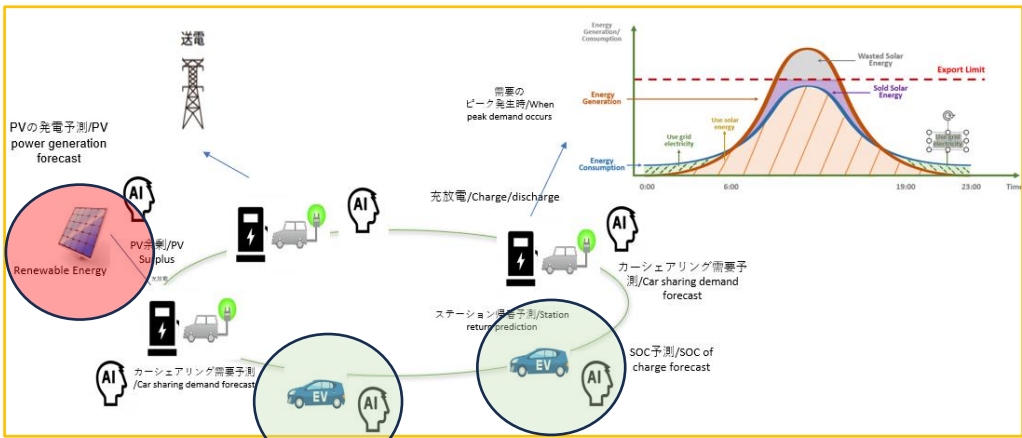 送電
PVの発電予測/PV
power generation
forecast
AI
PV余剰/PV
Surplus
Renewable Energy
充放電
AI
充放電/Charge/discharge
需要の
ピーク発生時/When
peak demand occurs
AI
カーシェアリング需要予
測/Car sharing demand
forecast
ステーション帰着予測/Station
return prediction
EV
AI
SOC予測/SOC of
charge forecast
AI
カーシェアリング需要予測
/Car sharing demand forecast
EV
AI
Energy
Generation/
Consumption
Wasted Solar
Energy
Export Limit
Sold Solar
Energy
Energy
Generation
Use solar
energy
Use grid
electricity
Use grid
electricity
Energy
Consumption
0:00
6:00
19:00
23:00
Time